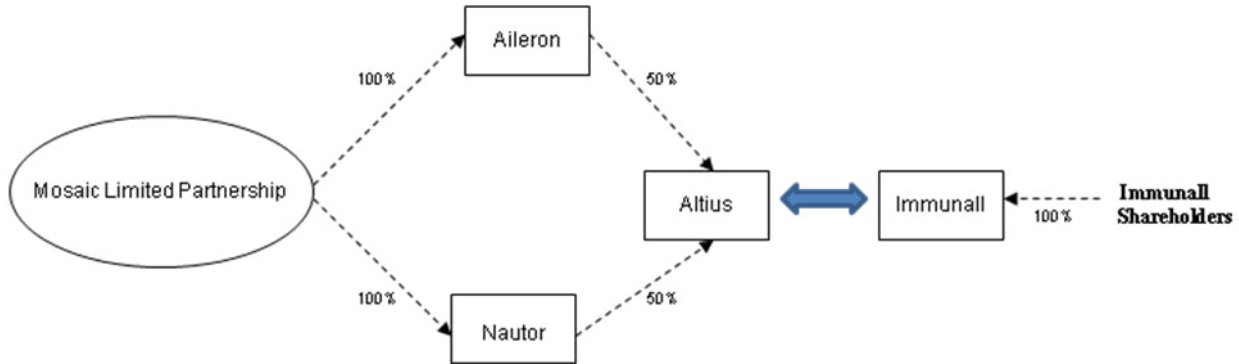 Aileron
100%
50%
Mosaic Limited Partnership
Altius
Immunall
Immunall
Shareholders
100%
100%
50%
Nautor